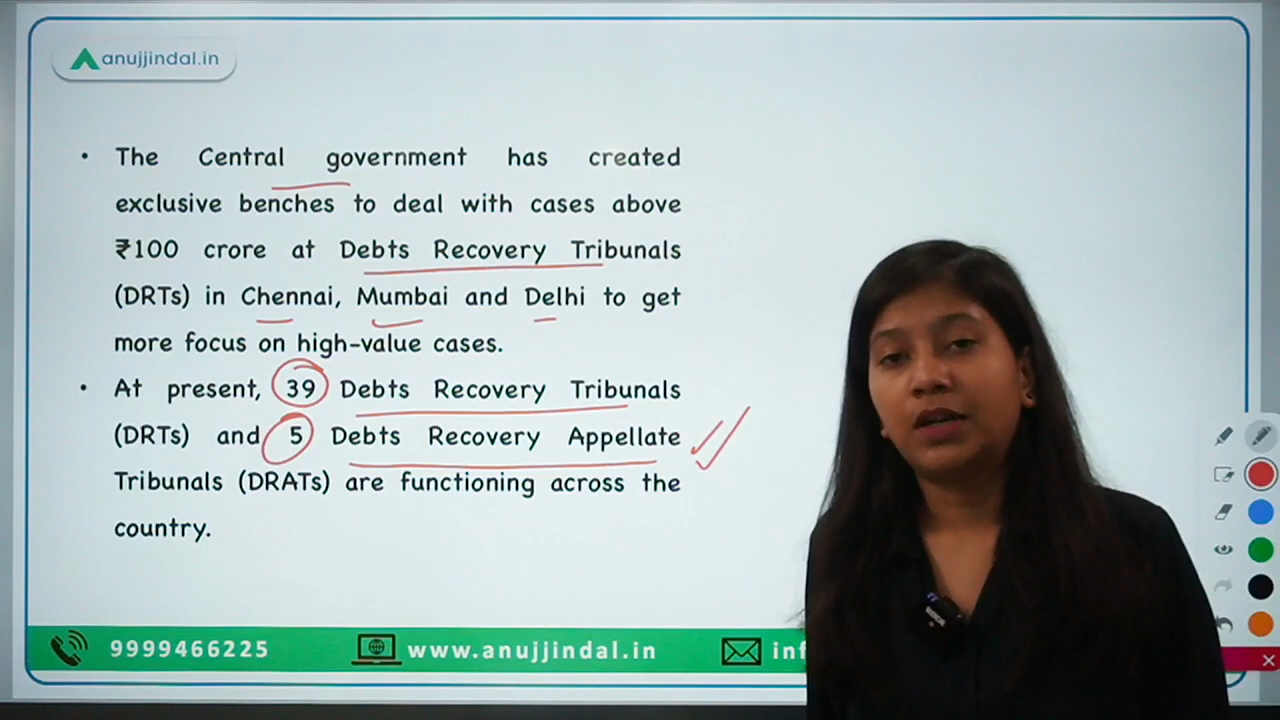 anujjindal.in
• The Central government has created
exclusive benches to deal with cases above
₹100 crore at Debts Recovery Tribunals
(DRTs) in Chennai, Mumbai and Delhi to get
more focus on high-value cases.
• At present, 39 Debts Recovery Tribunals
(DRTs) and 5 Debts Recovery Appellate
Tribunals (DRATs) are functioning across the
country.
9999466225 www.anujjindal.in inf